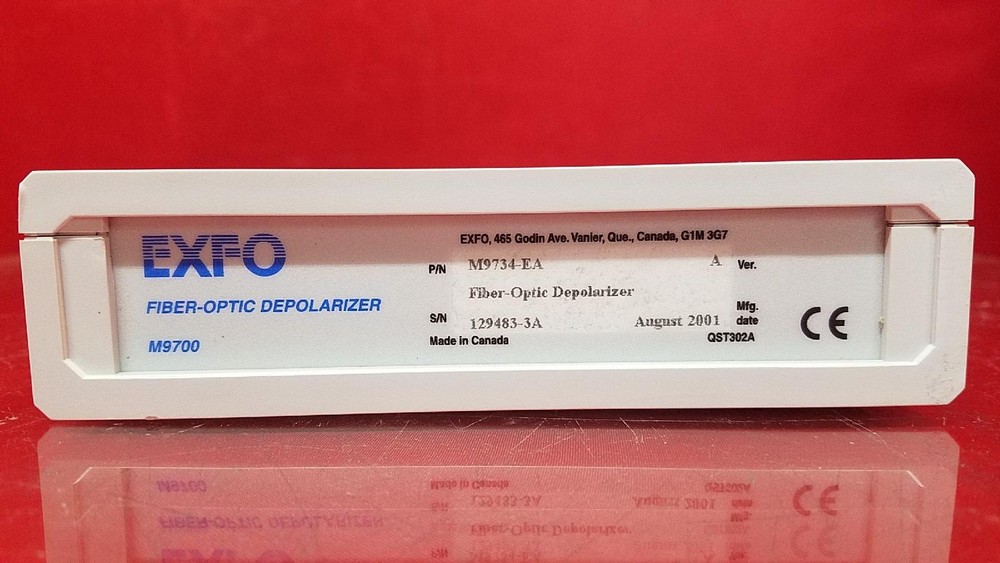 EXFO
FIBER-OPTIC DEPOLARIZER
M9700
EXFO, 465 Godin Ave. Vanier, Que., Canada, G1M 3G7
P/N M9734-EA A Ver.
Fiber-Optic Depolarizer
S/N 129483-3A August 2001 Mfg. date
Made in Canada QST302A
CE